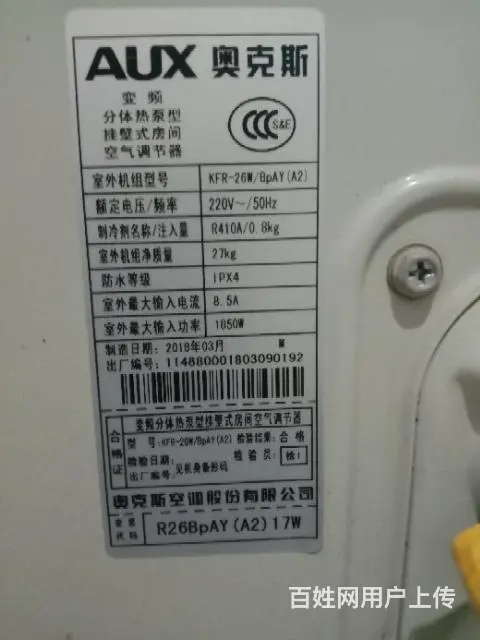 AUX 奥克斯
变频
分体热泵型
挂壁式房间
空气调节器
CCC S&E
室外机组型号 KFR-26W/BpAY(A2)
额定电压/频率 220V~/50Hz
制冷剂名称/注入量 R410A/0.8kg
室外机组净质量 27kg
防水等级 IPX4
室外最大输入电流 8.5A
室外最大输入功率 1850W
制造日期: 2018年03月 M
出厂编号: 114880001803090192
合格证
变频分体热泵型挂壁式房间空气调节器
型 号: KFR-26W/BpAY(A2) 检验结果: 合 格
检验日期: 见机身条形码 检 验 员: 检1
出厂编号:
奥克斯空调股份有限公司
安装代码 R26BpAY(A2)17W
百姓网用户上传